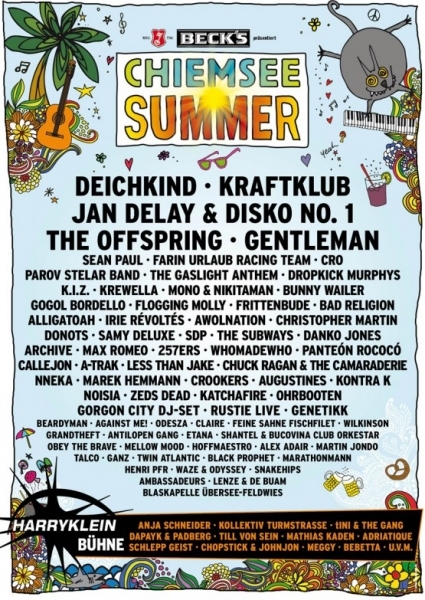 BECK'S präsentiert
CHIEMSEE
SUMMER
DEICHKIND · KRAFTKLUB
JAN DELAY & DISKO NO. 1
THE OFFSPRING · GENTLEMAN
SEAN PAUL · FARIN URLAUB RACING TEAM · CRO
PAROV STELAR BAND · THE GASLIGHT ANTHEM · DROPKICK MURPHYS
K.I.Z. · KREWELLA · MONO & NIKITAMAN · BUNNY WAILER
GOGOL BORDELLO · FLOGGING MOLLY · FRITTENBUDE · BAD RELIGION
ALLIGATOAH · IRIE RÉVOLTÉS · AWOLNATION · CHRISTOPHER MARTIN
DONOTS · SAMY DELUXE · SDP · THE SUBWAYS · DANKO JONES
ARCHIVE · MAX ROMEO · 257ERS · WHOMADEWHO · PANTEÓN ROCOCÓ
CALLEJON · A-TRAK · LESS THAN JAKE · CHUCK RAGAN & THE CAMARADERIE
NNEKA · MAREK HEMMANN · CROOKERS · AUGUSTINES · KONTRA K
NOISIA · ZEDS DEAD · KATCHAFIRE · OHRBOOTEN
GORGON CITY DJ-SET · RUSTIE LIVE · GENETIKK
BEARDYMAN · AGAINST ME! · ODESZA · CLAIRE · FEINE SAHNE FISCHFILET · WILKINSON
GRANDTHEFT · ANTILOPEN GANG · ETANA · SHANTEL & BUCOVINA CLUB ORKESTAR
OBEY THE BRAVE · MELLOW MOOD · HOFFMAESTRO · ALEX ADAIR · MARTIN JONDO
TALCO · GANZ · TWIN ATLANTIC · BLACK PROPHET · MARATHONMANN
HENRI PFR · WAZE & ODYSSEY · SNAKEHIPS
AMBASSADEURS · LENZE & DE BUAM
BLASKAPELLE ÜBERSEE-FELDWIES
HARRYKLEIN
BÜHNE
ANJA SCHNEIDER · KOLLEKTIV TURMSTRASSE · tINI & THE GANG
DAPAYK & PADBERG · TILL VON SEIN · MATHIAS KADEN · ADRIATIQUE
SCHLEPP GEIST · CHOPSTICK & JOHNJON · MEGGY · BEBETTA · U.V.M.